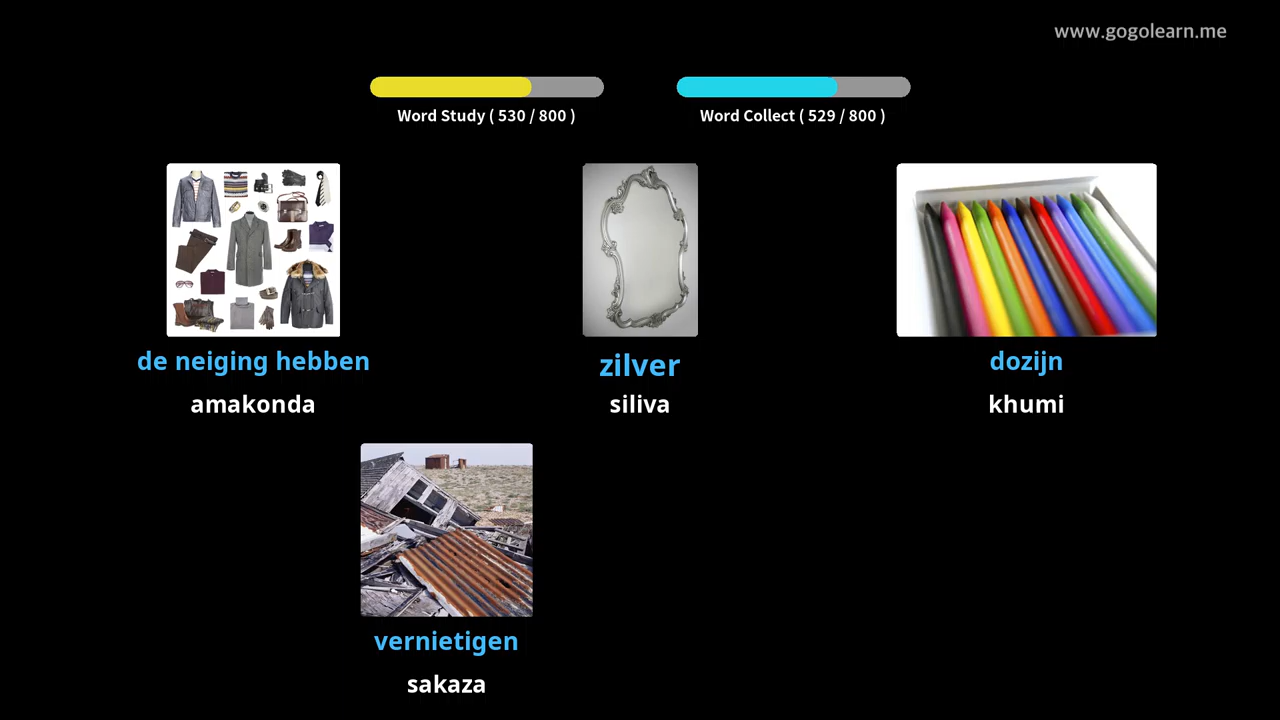 www.gogolearn.me
Word Study ( 530 / 800 )
Word Collect ( 529 / 800 )
de neiging hebben
amakonda
zilver
siliva
dozijn
khumi
vernietigen
sakaza